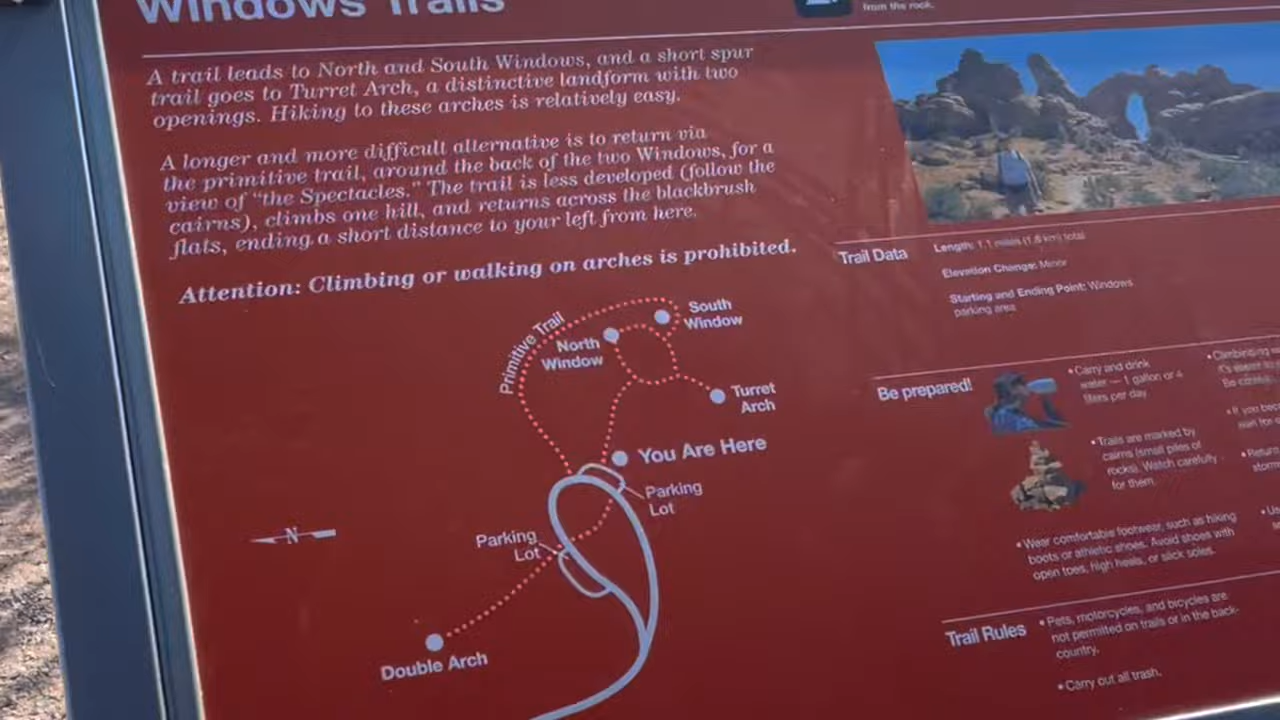 Windows Trails
from the rock.
A trail leads to North and South Windows, and a short spur
trail goes to Turret Arch, a distinctive landform with two
openings. Hiking to these arches is relatively easy.
A longer and more difficult alternative is to return via
the primitive trail, around the back of the two Windows, for a
view of "the Spectacles." The trail is less developed (follow the
cairns), climbs one hill, and returns across the blackbrush
flats, ending a short distance to your left from here.
Attention: Climbing or walking on arches is prohibited.
Primitive Trail
North
Window
South
Window
Turret
Arch
You Are Here
Parking
Lot
Parking
Lot
N
Double Arch
Trail Data
Length: 1.1 miles (1.8 km) total
Elevation Change: Minor
Starting and Ending Point: Windows
parking area
Be prepared!
• Carry and drink
water — 1 gallon or 4
liters per day
• Trails are marked by
cairns (small piles of
rocks). Watch carefully
for them.
• Wear comfortable footwear, such as hiking
boots or athletic shoes. Avoid shoes with
open toes, high heels, or slick soles.
Trail Rules
• Pets, motorcycles, and bicycles are
not permitted on trails or in the back-
country.
• Carry out all trash.